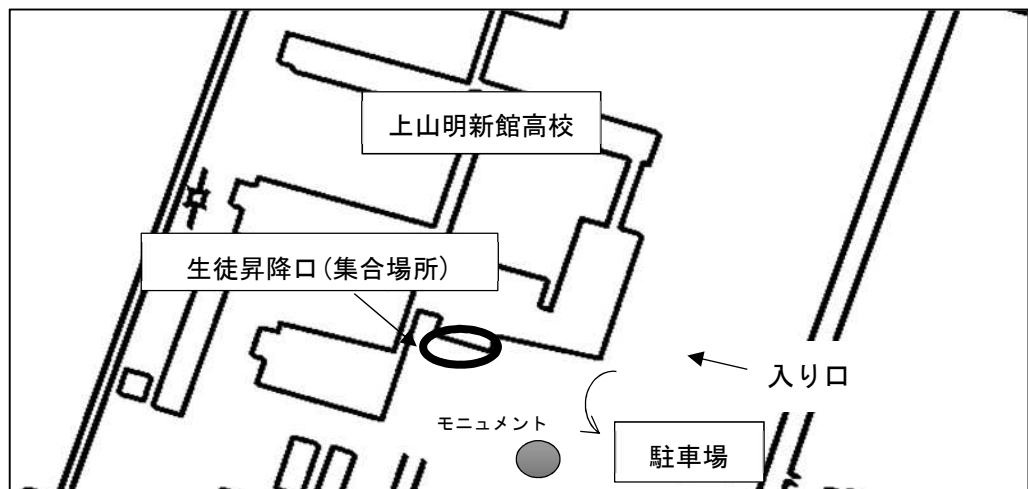 上山明新館高校
生徒昇降口(集合場所)
入り口
モニュメント
駐車場